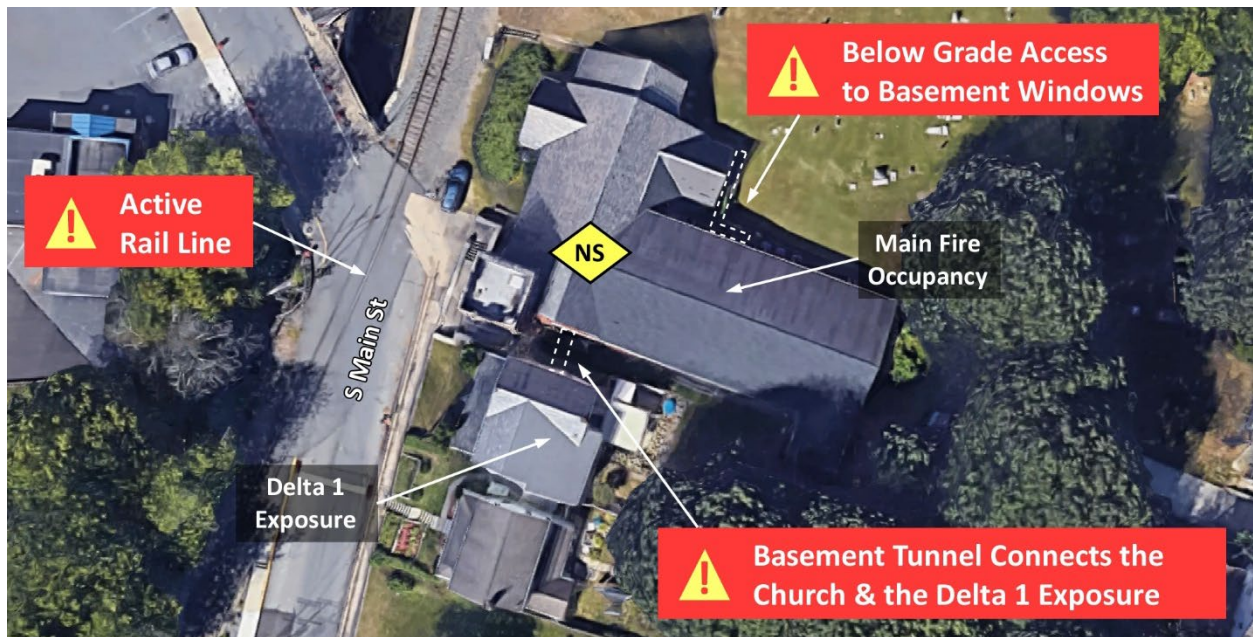 Below Grade Access
to Basement Windows
Active
Rail Line
NS
Main Fire
Occupancy
S Main St
Delta 1
Exposure
Basement Tunnel Connects the
Church & the Delta 1 Exposure